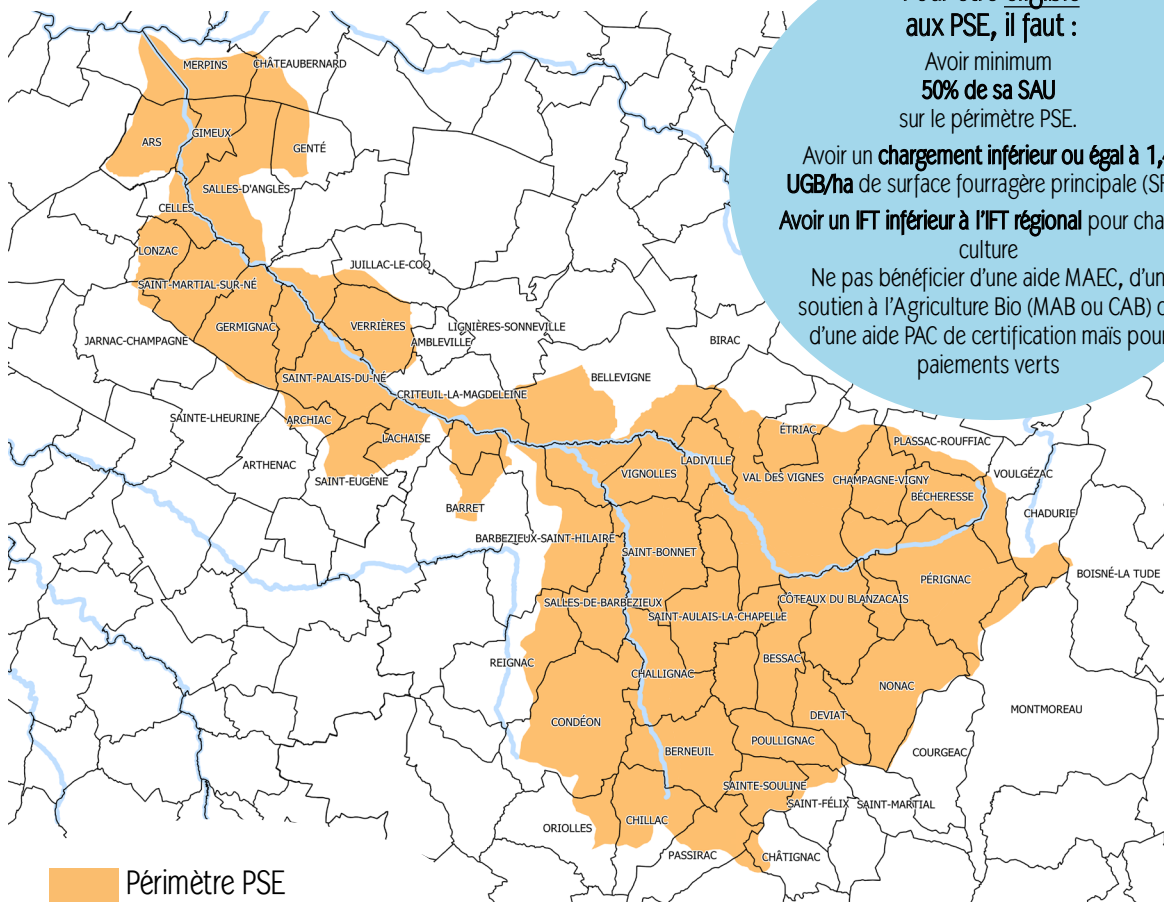 aux PSE, il faut :
Avoir minimum
50% de sa SAU
sur le périmètre PSE.
Avoir un chargement inférieur ou égal à 1,4
UGB/ha de surface fourragère principale
Avoir un IFT inférieur à l'IFT régional pour
culture
Ne pas bénéficier d'une aide MAEC, d'un
soutien à l'Agriculture Bio (MAB ou CAB)
d'une aide PAC de certification maïs pour
paiements verts
MERPINS
CHÂTEAUBERNARD
ARS
GIMEUX
GENTÉ
SALLES-D'ANGLES
CELLES
LONZAC
JUILLAC-LE-COQ
SAINT-MARTIAL-SUR-NÉ
GERMIGNAC
VERRIÈRES
LIGNIÈRES-SONNEVILLE
JARNAC-CHAMPAGNE
AMBLEVILLE
BIRAC
SAINT-PALAIS-DU-NÉ
BELLEVIGNE
CRITEUIL-LA-MAGDELEINE
SAINTE-LHEURINE
ARCHIAC
LACHAISE
ÉTRIAC
PLASSAC-ROUFFIAC
ARTHENAC
SAINT-EUGÈNE
VIGNOLLES
LADIVILLE
VAL DES VIGNES
CHAMPAGNE-VIGNY
VOULGÉZAC
BÉCHERESSE
BARRET
CHADURIE
BARBEZIEUX-SAINT-HILAIRE
SAINT-BONNET
PÉRIGNAC
BOISNÉ-LA TUDE
SALLES-DE-BARBEZIEUX
CÔTEAUX DU BLANZACAIS
SAINT-AULAIS-LA-CHAPELLE
REIGNAC
BESSAC
CHALLIGNAC
NONAC
CONDÉON
DEVIAT
MONTMOREAU
POULLIGNAC
BERNEUIL
COURGEAC
SAINTE-SOULINE
SAINT-FÉLIX
SAINT-MARTIAL
ORIOLLES
CHILLAC
PASSIRAC
CHÂTIGNAC
Périmètre PSE